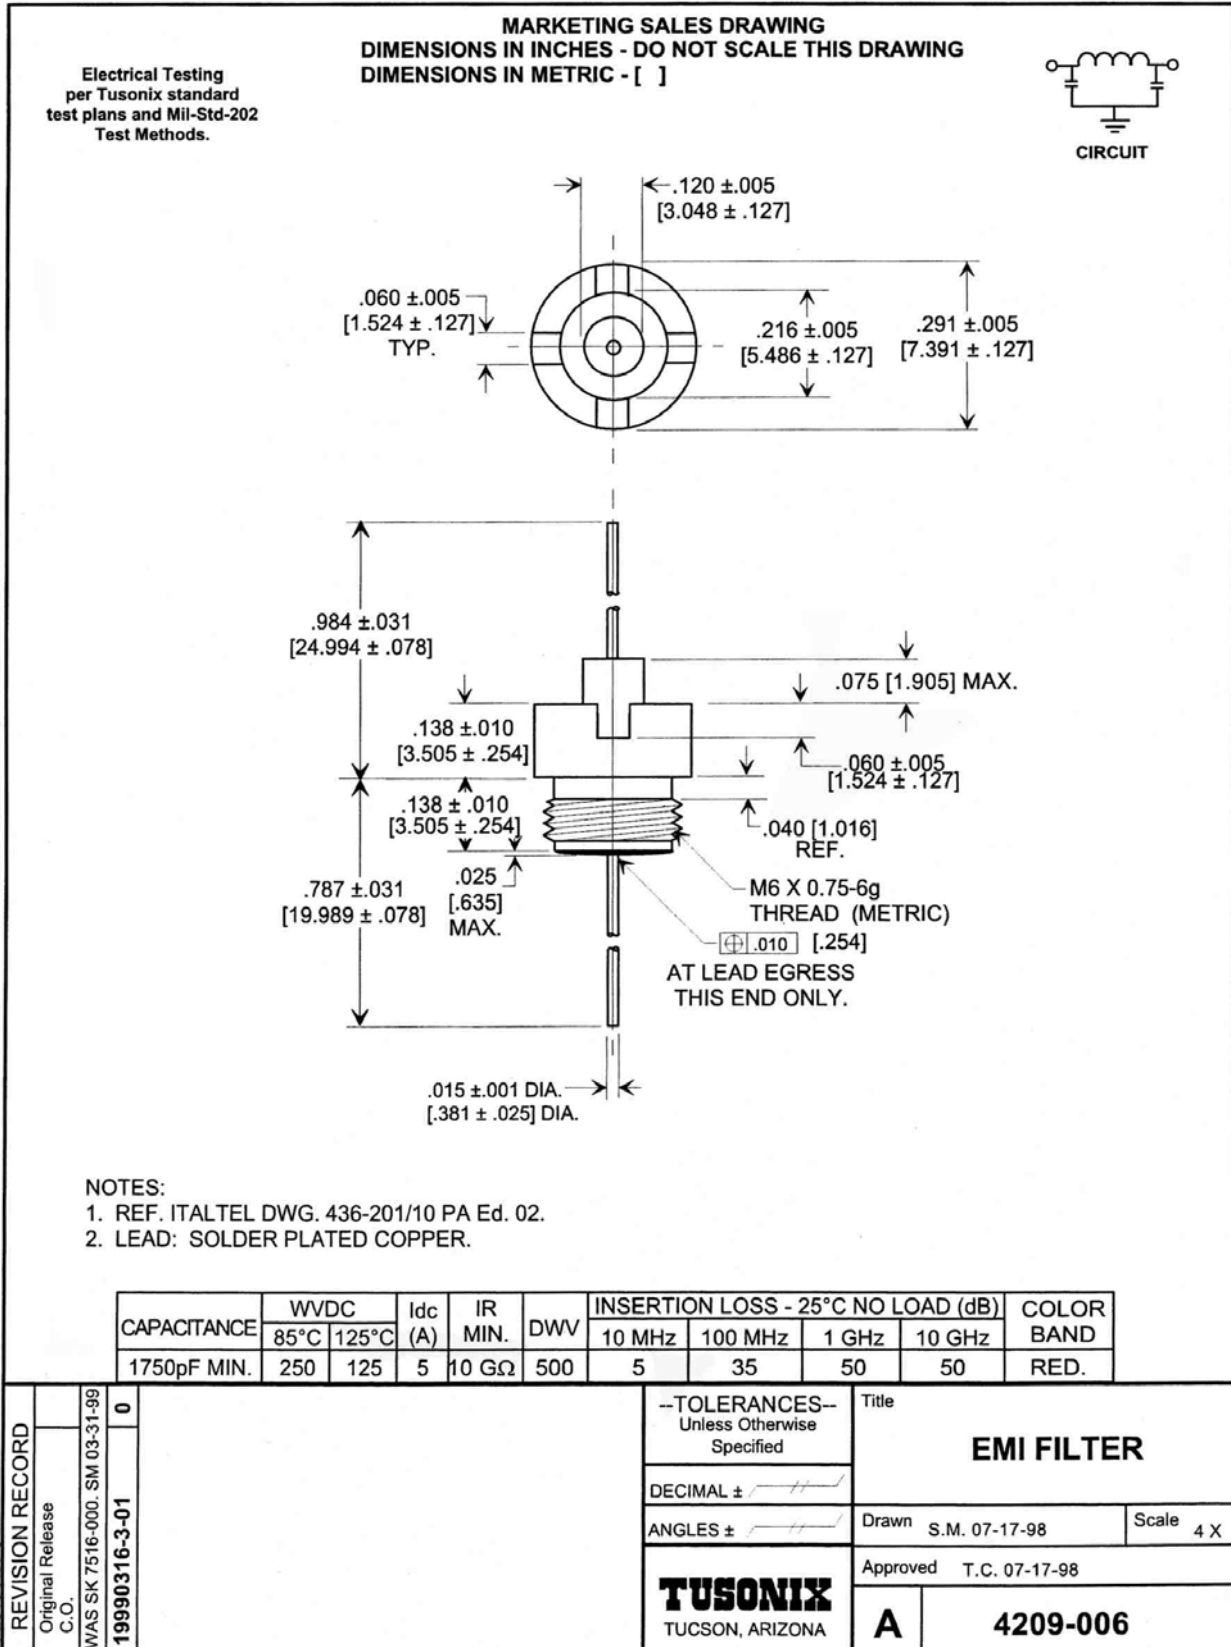 MARKETING SALES DRAWING
DIMENSIONS IN INCHES - DO NOT SCALE THIS DRAWING
DIMENSIONS IN METRIC - [ ]
Electrical Testing
per Tusonix standard
test plans and Mil-Std-202
Test Methods.
CIRCUIT
.120 ±.005
[3.048 ± .127]
.060 ±.005
[1.524 ± .127]
TYP.
.216 ±.005
[5.486 ± .127]
.291 ±.005
[7.391 ± .127]
.984 ±.031
[24.994 ± .078]
.075 [1.905] MAX.
.138 ±.010
[3.505 ± .254]
.060 ±.005
[1.524 ± .127]
.138 ± .010
[3.505 ± .254]
.040 [1.016]
REF.
.025
[.635]
MAX.
.787 ±.031
[19.989 ± .078]
M6 X 0.75-6g
THREAD (METRIC)
⌖ .010 [.254]
AT LEAD EGRESS
THIS END ONLY.
.015 ±.001 DIA.
[.381 ± .025] DIA.
NOTES:
1. REF. ITALTEL DWG. 436-201/10 PA Ed. 02.
2. LEAD: SOLDER PLATED COPPER.
CAPACITANCE WVDC Idc (A) IR MIN. DWV INSERTION LOSS - 25°C NO LOAD (dB) COLOR BAND
85°C 125°C 10 MHz 100 MHz 1 GHz 10 GHz
1750pF MIN. 250 125 5 10 GΩ 500 5 35 50 50 RED.
REVISION RECORD
Original Release
C.O.
WAS SK 7516-000. SM 03-31-99
19990316-3-01 0
--TOLERANCES--
Unless Otherwise
Specified
DECIMAL ±
ANGLES ±
TUSONIX
TUCSON, ARIZONA
Title
EMI FILTER
Drawn S.M. 07-17-98
Scale 4 X
Approved T.C. 07-17-98
A 4209-006